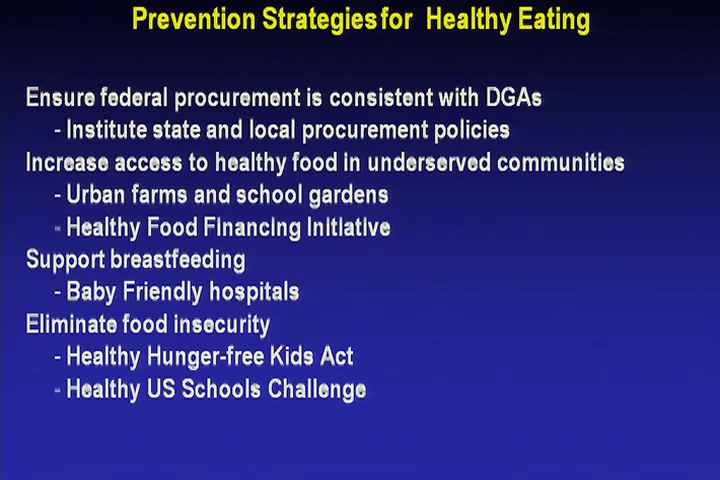 Prevention Strategies for Healthy Eating
Ensure federal procurement is consistent with DGAs
- Institute state and local procurement policies
Increase access to healthy food in underserved communities
- Urban farms and school gardens
- Healthy Food Financing Initiative
Support breastfeeding
- Baby Friendly hospitals
Eliminate food insecurity
- Healthy Hunger-free Kids Act
- Healthy US Schools Challenge